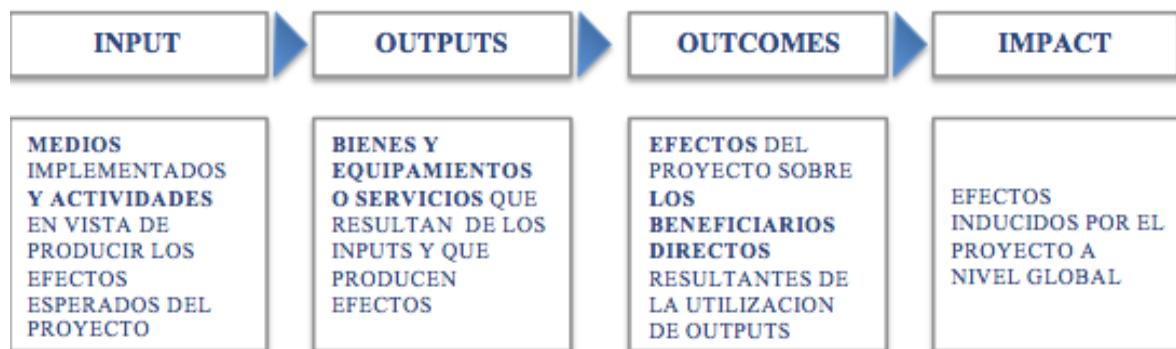 INPUT
OUTPUTS
OUTCOMES
IMPACT
MEDIOS
IMPLEMENTADOS
Y ACTIVIDADES
EN VISTA DE
PRODUCIR LOS
EFECTOS
ESPERADOS DEL
PROYECTO
BIENES Y
EQUIPAMIENTOS
O SERVICIOS QUE
RESULTAN DE LOS
INPUTS Y QUE
PRODUCEN
EFECTOS
EFECTOS DEL
PROYECTO SOBRE
LOS
BENEFICIARIOS
DIRECTOS
RESULTANTES DE
LA UTILIZACION
DE OUTPUTS
EFECTOS
INDUCIDOS POR EL
PROYECTO A
NIVEL GLOBAL